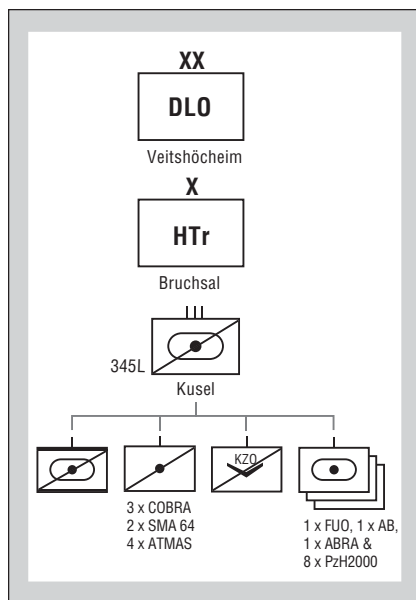 XX
DLO
Veitshöcheim
X
HTr
Bruchsal
III
345L
Kusel
KZO
3 x COBRA
2 x SMA 64
4 x ATMAS
1 x FUO, 1 x AB,
1 x ABRA &
8 x PzH2000